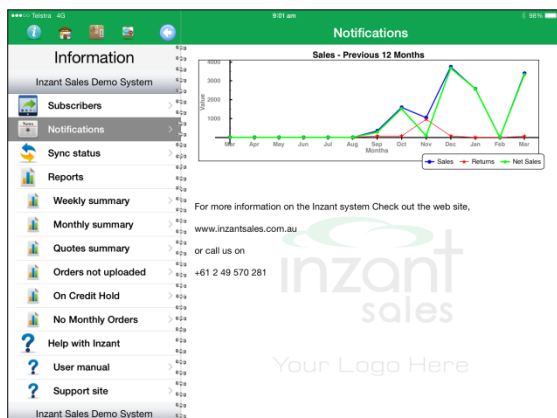 Telstra 4G
9:01 am
98%
Notifications
Information
Inzant Sales Demo System
Subscribers
Notifications
Sync status
Reports
Weekly summary
Monthly summary
Quotes summary
Orders not uploaded
On Credit Hold
No Monthly Orders
Help with Inzant
User manual
Support site
Inzant Sales Demo System
Sales - Previous 12 Months
Value
4000
3000
2000
1000
Mar Apr May Jun Jul Aug Sep Oct Nov Dec Jan Feb Mar
Months
Sales Returns Net Sales
For more information on the Inzant system Check out the web site,
www.inzantsales.com.au
or call us on
+61 2 49 570 281
inzant
sales
Your Logo Here